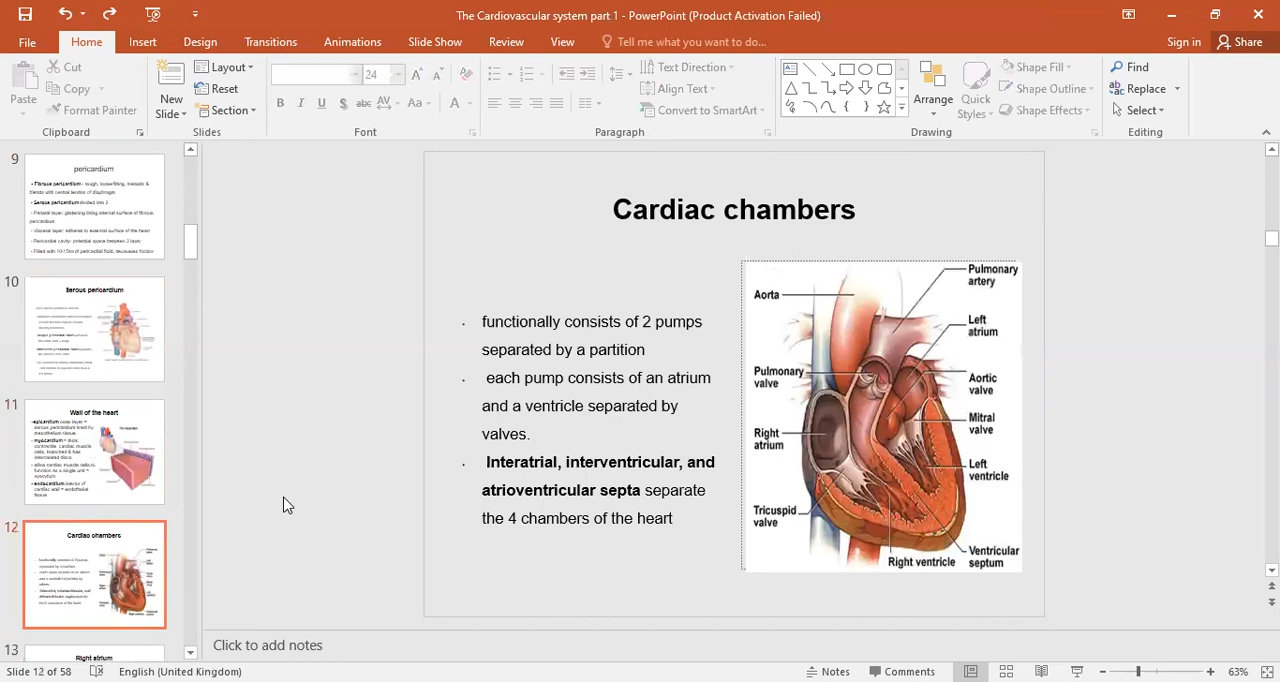 The Cardiovascular system part 1 - PowerPoint (Product Activation Failed)
File Home Insert Design Transitions Animations Slide Show Review View Tell me what you want to do... Sign in Share
Paste Cut Copy Format Painter Clipboard
New Slide Layout Reset Section Slides
24 B I U S abc AV Aa A Font
Text Direction Align Text Convert to SmartArt Paragraph
Arrange Quick Styles Shape Fill Shape Outline Shape Effects Drawing
Find Replace Select Editing
9
pericardium
10
Serous pericardium
11
Wall of the heart
12
Cardiac chambers
13
Right atrium
Cardiac chambers
functionally consists of 2 pumps
separated by a partition
each pump consists of an atrium
and a ventricle separated by
valves.
Interatrial, interventricular, and
atrioventricular septa separate
the 4 chambers of the heart
Pulmonary
artery
Aorta
Left
atrium
Pulmonary
valve
Aortic
valve
Mitral
valve
Right
atrium
Left
ventricle
Tricuspid
valve
Ventricular
septum
Right ventricle
Click to add notes
Slide 12 of 58 English (United Kingdom) Notes Comments 63%